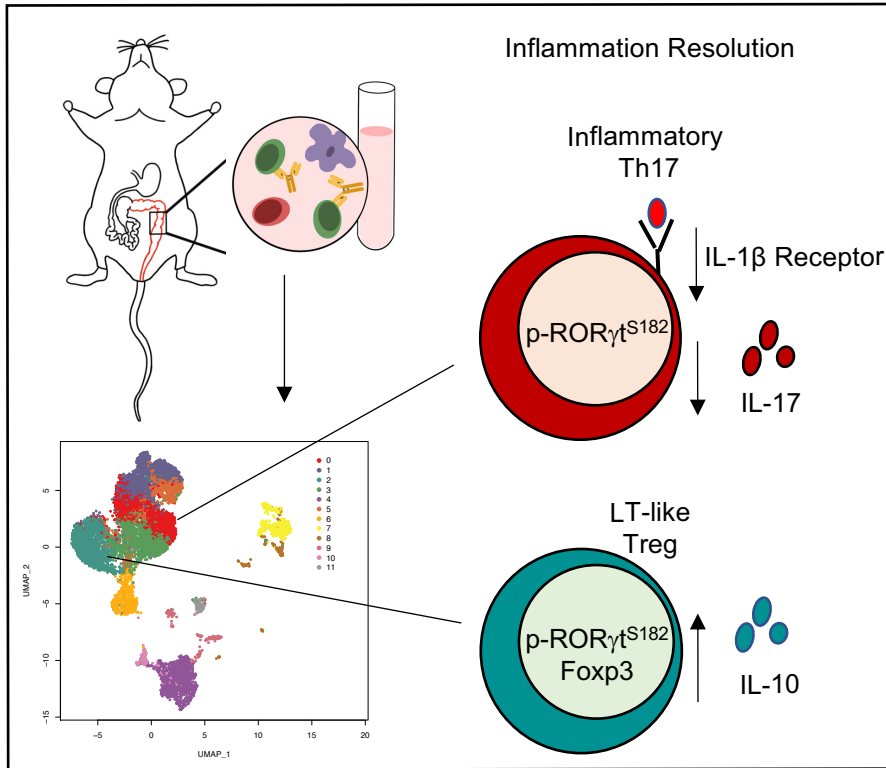 Inflammation Resolution
Inflammatory
Th17
IL-1β Receptor
p-RORγt^S182
IL-17
LT-like
Treg
p-RORγt^S182
Foxp3
IL-10
0
1
2
3
4
5
6
7
8
9
10
11
5
0
−5
−10
−15
UMAP_2
−5
0
5
10
15
20
UMAP_1